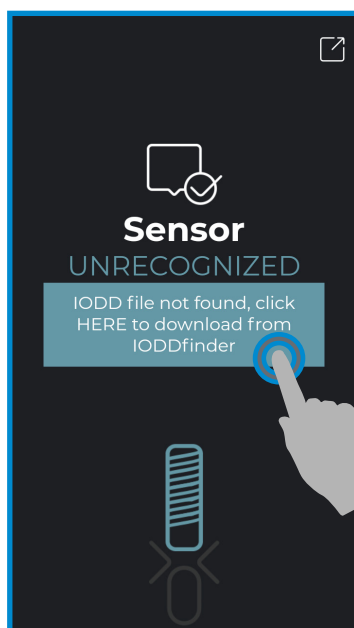 Sensor
UNRECOGNIZED
IODD file not found, click
HERE to download from
IODDfinder